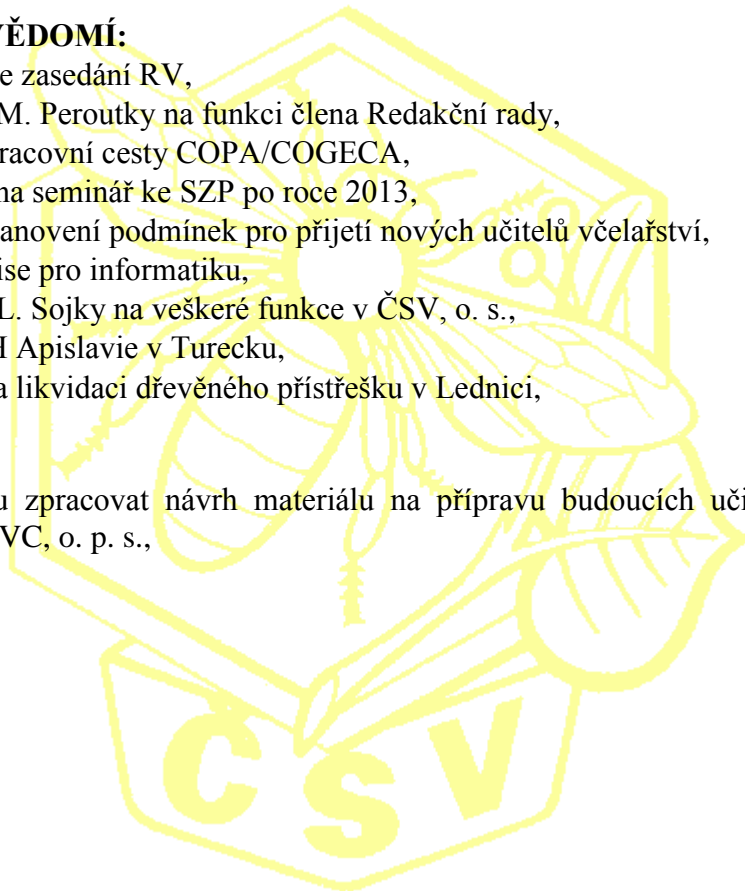 VĚDOMÍ:
e zasedání RV,
M. Peroutky na funkci člena Redakční rady,
racovní cesty COPA/COGECA,
na seminář ke SZP po roce 2013,
anovení podmínek pro přijetí nových učitelů včelařství,
ise pro informatiku,
L. Sojky na veškeré funkce v ČSV, o. s.,
H Apislavie v Turecku,
a likvidaci dřevěného přístřešku v Lednici,
u zpracovat návrh materiálu na přípravu budoucích uči
VC, o. p. s.,
ČSV